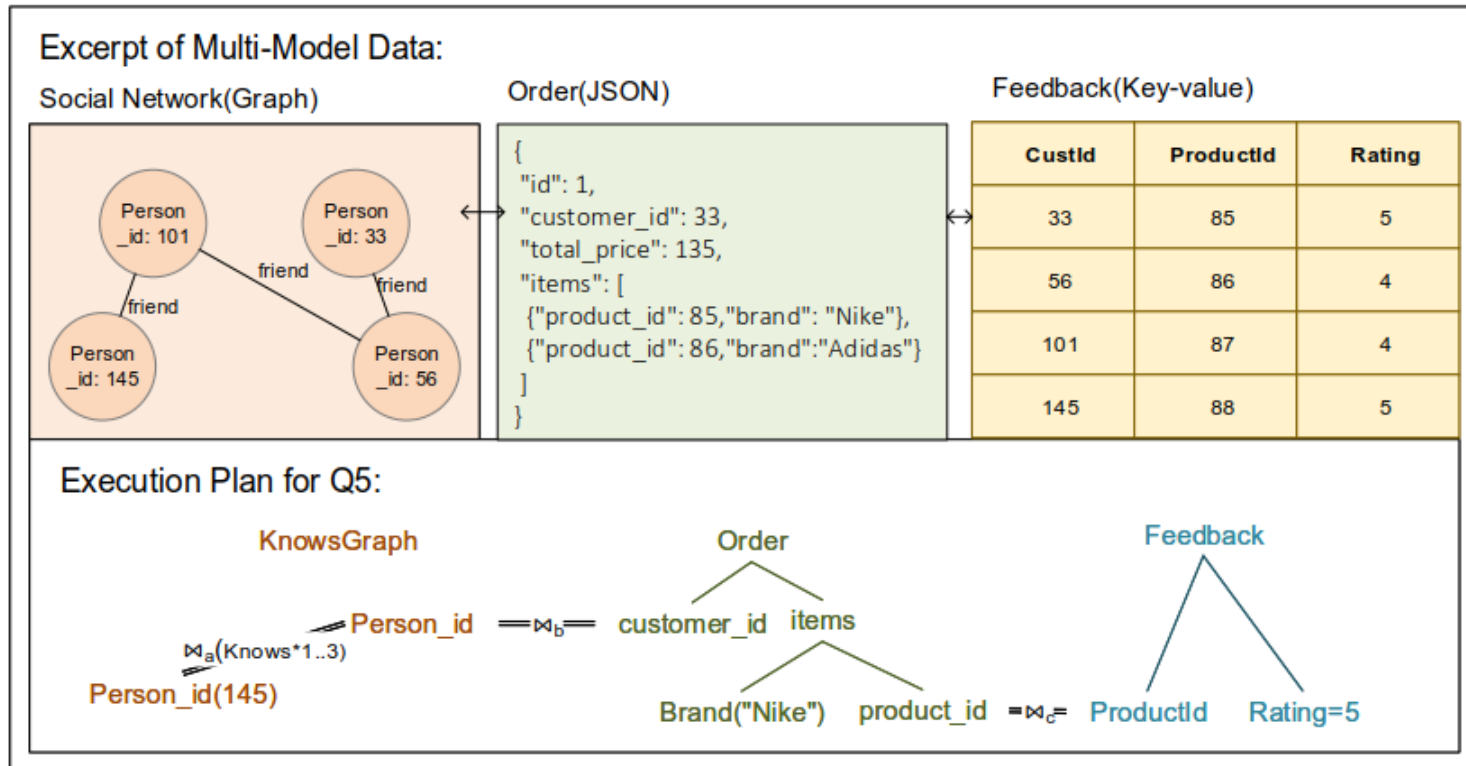 Excerpt of Multi-Model Data:
Social Network(Graph)
Order(JSON)
Feedback(Key-value)
Person
_id: 101
Person
_id: 33
friend
friend
friend
Person
_id: 145
Person
_id: 56
{
"id": 1,
"customer_id": 33,
"total_price": 135,
"items": [
{"product_id": 85,"brand": "Nike"},
{"product_id": 86,"brand":"Adidas"}
]
}
CustId ProductId Rating
33 85 5
56 86 4
101 87 4
145 88 5
Execution Plan for Q5:
KnowsGraph
Order
Feedback
Person_id =⋈b= customer_id items
⋈a(Knows*1..3)
Person_id(145)
Brand("Nike") product_id =⋈c= ProductId Rating=5